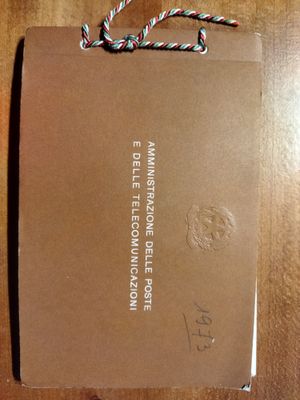 AMMINISTRAZIONE DELLE POSTE
E DELLE TELECOMUNICAZIONI
1973